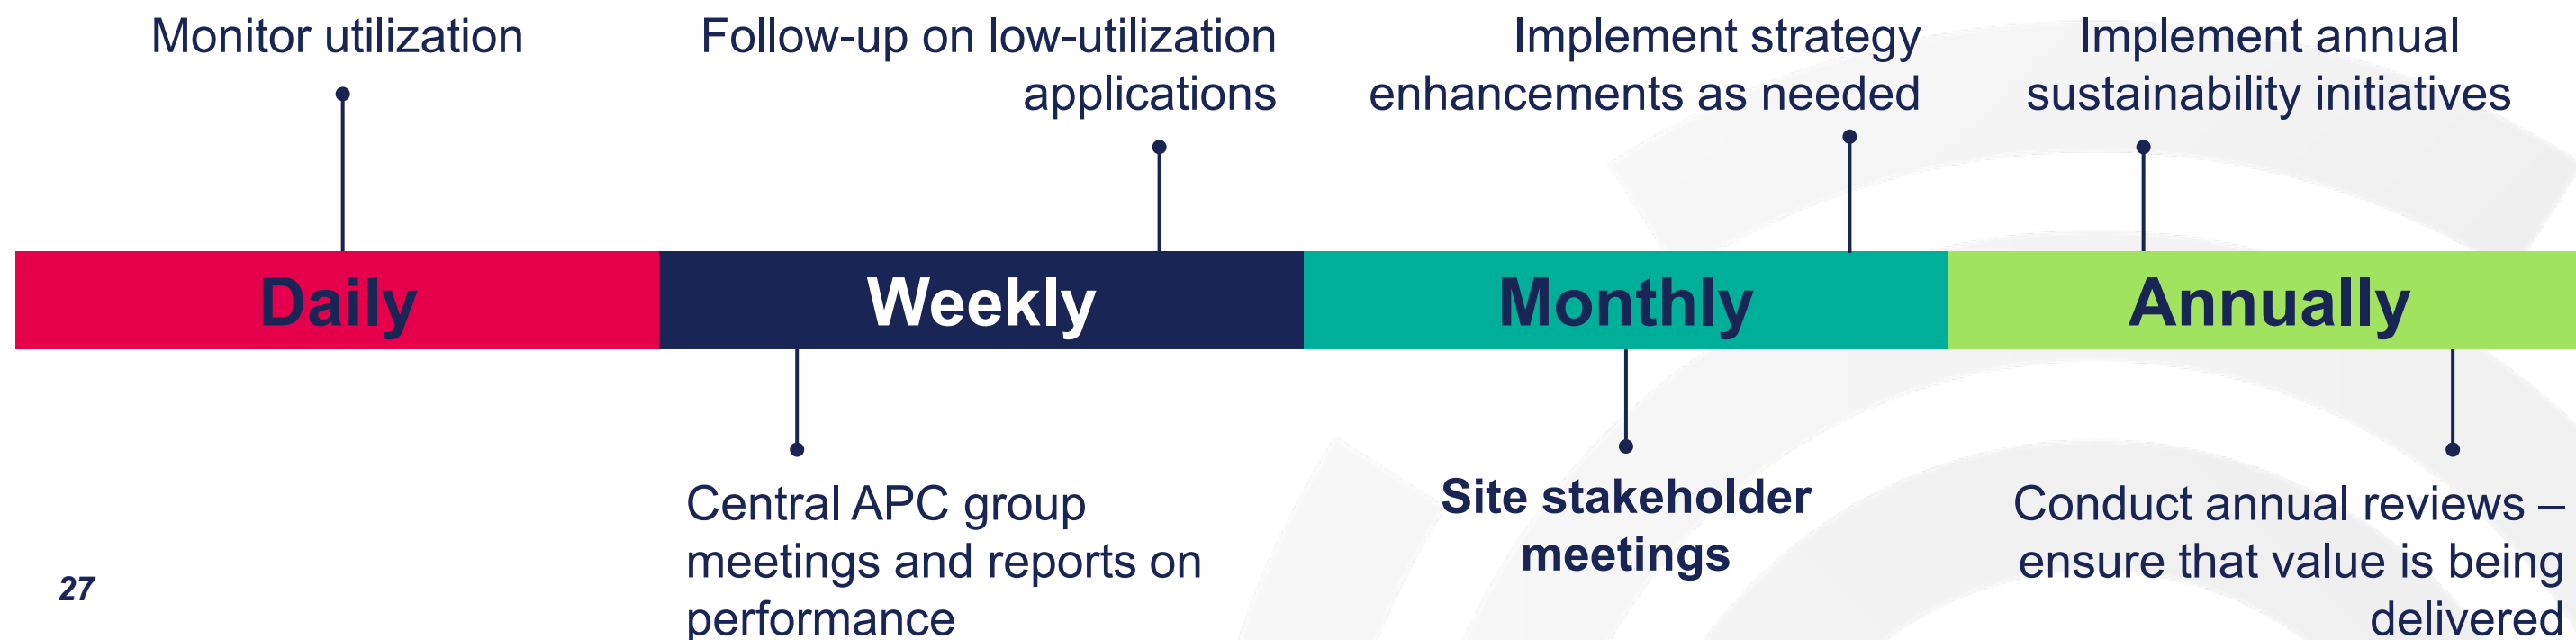 Monitor utilization
Follow-up on low-utilization
applications
Implement strategy
enhancements as needed
Implement annual
sustainability initiatives
Daily
Weekly
Monthly
Annually
Central APC group
meetings and reports on
performance
Site stakeholder
meetings
Conduct annual reviews –
ensure that value is being
delivered
27